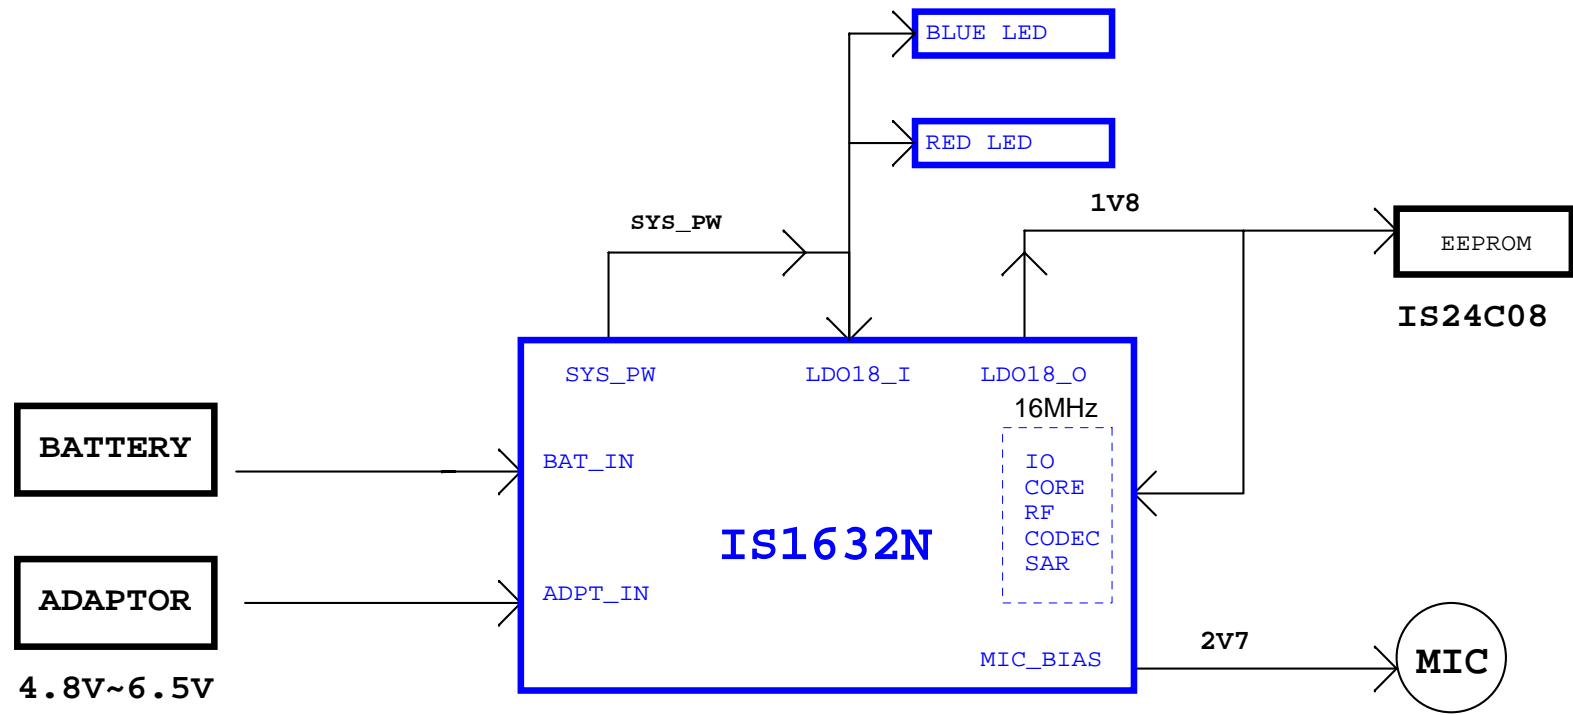 BLUE LED
RED LED
1V8
SYS_PW
EEPROM
IS24C08
SYS_PW
LDO18_I
LDO18_O
16MHz
BATTERY
BAT_IN
IO
CORE
RF
CODEC
SAR
IS1632N
ADAPTOR
ADPT_IN
4.8V~6.5V
MIC_BIAS
2V7
MIC